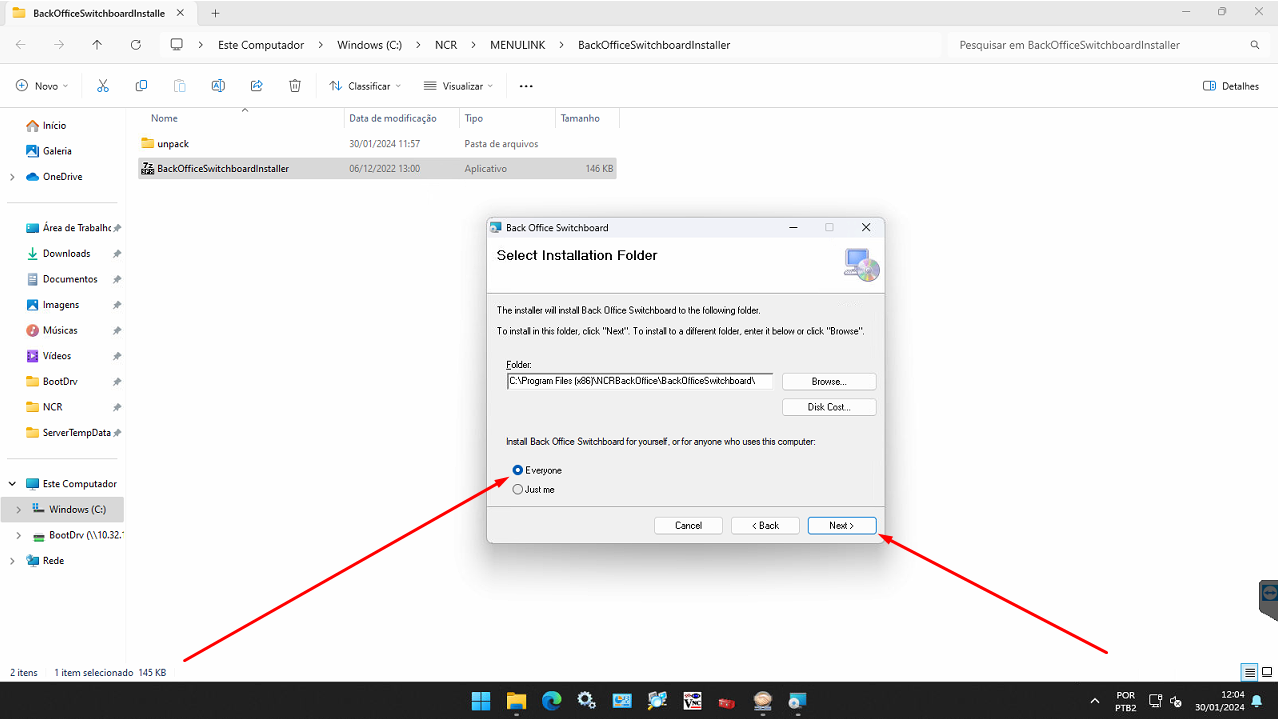 BackOfficeSwitchboardInstalle
Este Computador > Windows (C:) > NCR > MENULINK > BackOfficeSwitchboardInstaller
Pesquisar em BackOfficeSwitchboardInstaller
Novo
Classificar
Visualizar
Detalhes
Nome Data de modificação Tipo Tamanho
unpack 30/01/2024 11:57 Pasta de arquivos
BackOfficeSwitchboardInstaller 06/12/2022 13:00 Aplicativo 146 KB
Início
Galeria
OneDrive
Área de Trabalho
Downloads
Documentos
Imagens
Músicas
Vídeos
BootDrv
NCR
ServerTempData
Este Computador
Windows (C:)
BootDrv (\\10.32.1
Rede
Back Office Switchboard
Select Installation Folder
The installer will install Back Office Switchboard to the following folder.
To install in this folder, click "Next". To install to a different folder, enter it below or click "Browse".
Folder:
C:\Program Files (x86)\NCRBackOffice\BackOfficeSwitchboard\
Browse...
Disk Cost...
Install Back Office Switchboard for yourself, or for anyone who uses this computer:
Everyone
Just me
Cancel
< Back
Next >
2 itens 1 item selecionado 145 KB
POR
PTB2
12:04
30/01/2024